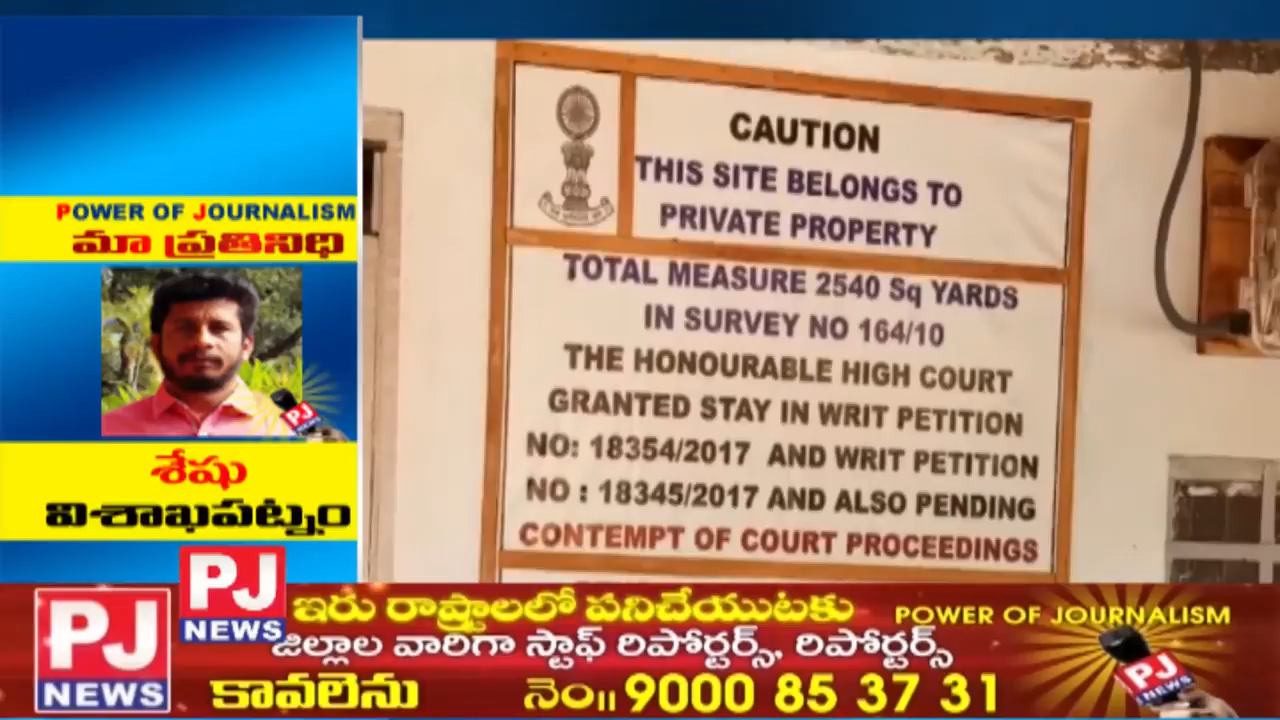 POWER OF JOURNALISM
మా ప్రతినిధి
PJ
NEWS
శేషు
విశాఖపట్నం
CAUTION
THIS SITE BELONGS TO
PRIVATE PROPERTY
TOTAL MEASURE 2540 Sq YARDS
IN SURVEY NO 164/10
THE HONOURABLE HIGH COURT
GRANTED STAY IN WRIT PETITION
NO: 18354/2017 AND WRIT PETITION
NO : 18345/2017 AND ALSO PENDING
CONTEMPT OF COURT PROCEEDINGS
PJ
NEWS
PJ
NEWS
ఇరు రాష్ట్రాలలో పనిచేయుటకు
జిల్లాల వారిగా స్టాఫ్ రిపోర్టర్స్, రిపోర్టర్స్
కావలెను నెం॥ 9000 85 37 31
POWER OF JOURNALISM
PJ
NEWS